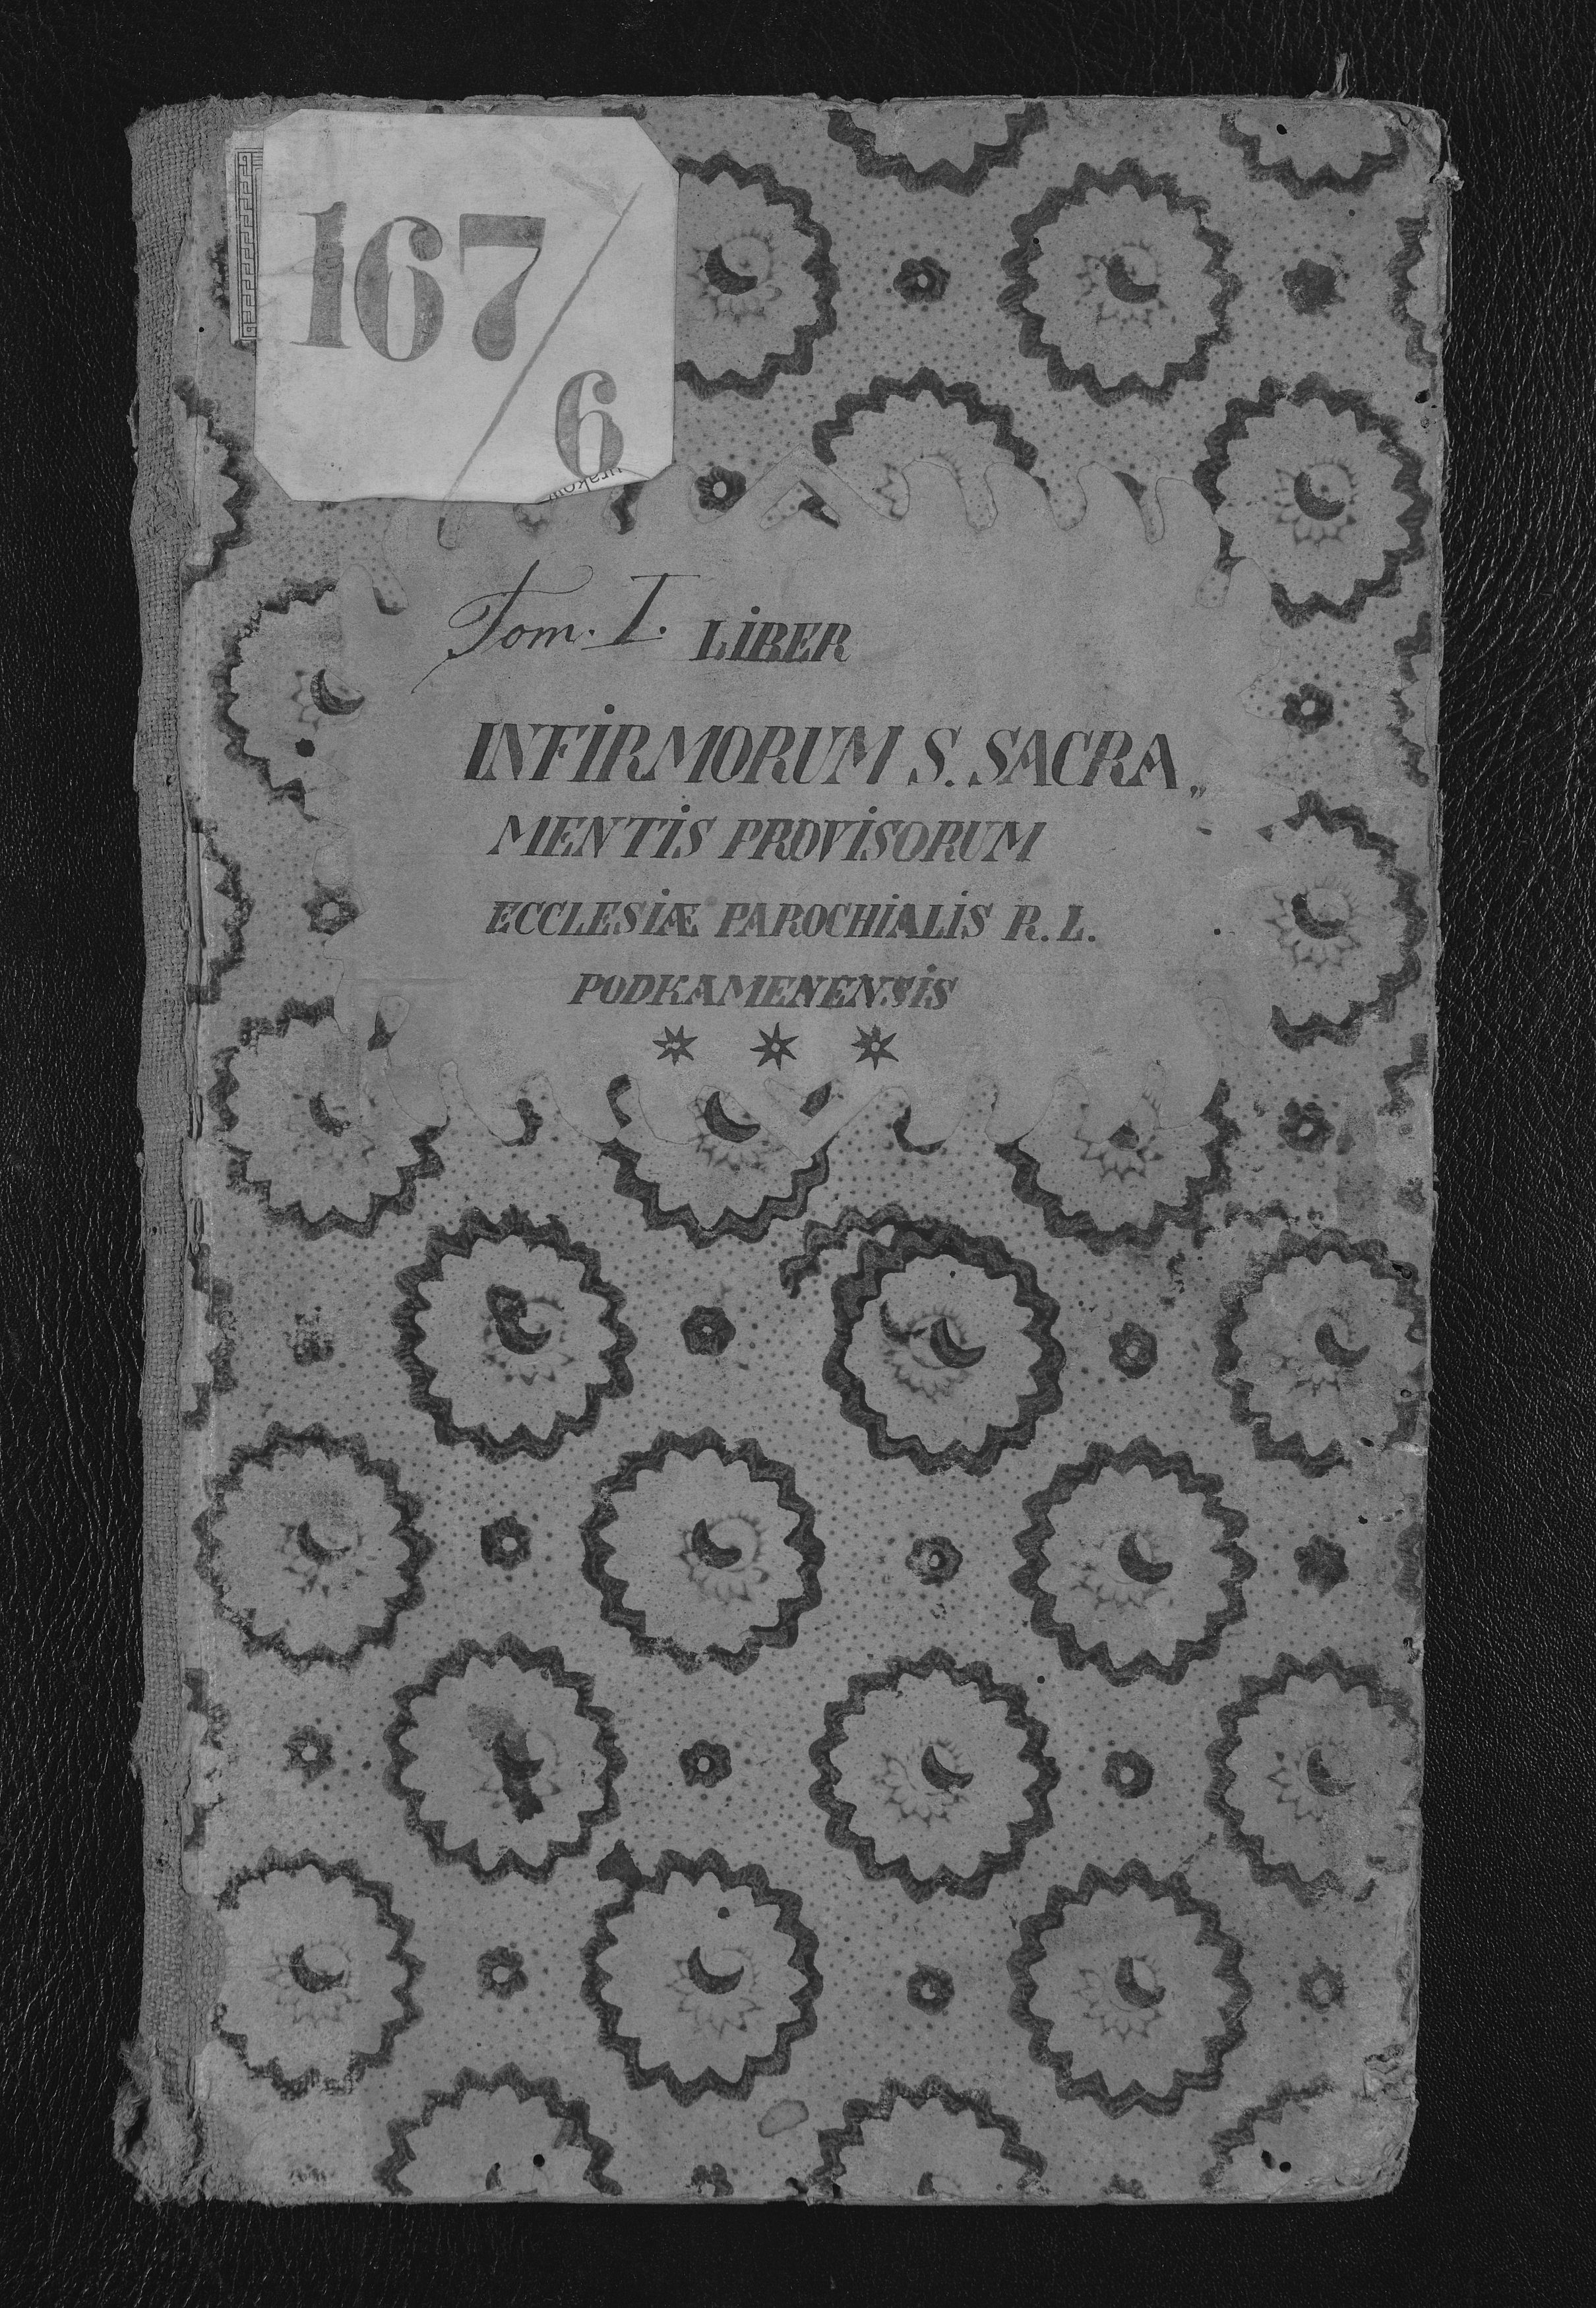 167/6
Tom. I. LIBER
INFIRMORUM S. SACRA„
MENTIS PROVISORUM
ECCLESIÆ PAROCHIALIS R. L.
PODKAMENENSIS